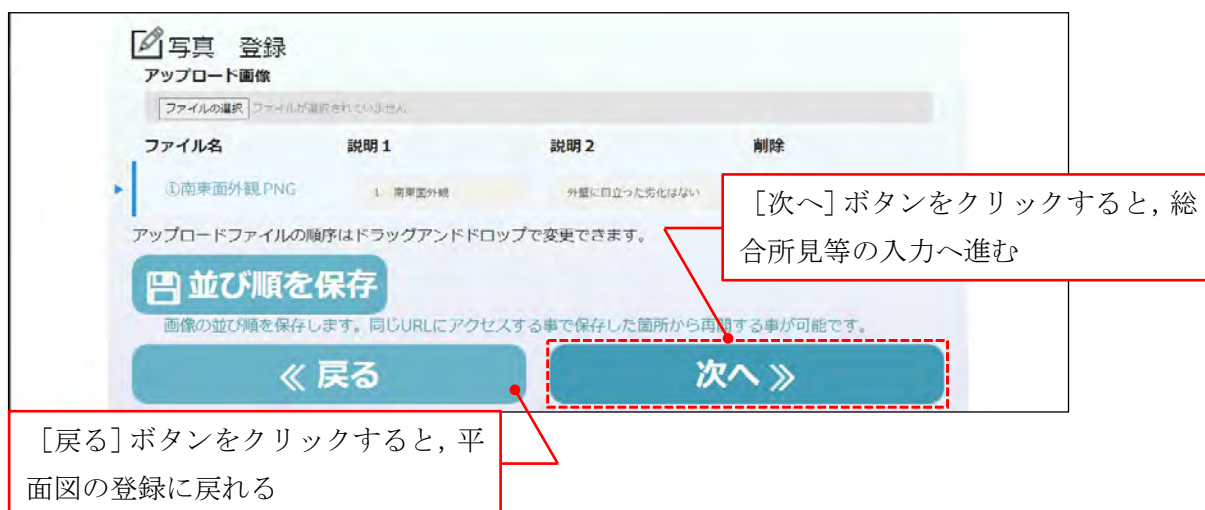 写真 登録
アップロード画像
ファイルの選択 ファイルが選択されていません
ファイル名 説明1 説明2 削除
①南東面外観.PNG 1. 南東面外観 外壁に目立った劣化はない
[次へ]ボタンをクリックすると,総
合所見等の入力へ進む
アップロードファイルの順序はドラッグアンドドロップで変更できます。
並び順を保存
画像の並び順を保存します。同じURLにアクセスする事で保存した箇所から再開する事が可能です。
≪ 戻る 次へ ≫
[戻る]ボタンをクリックすると,平
面図の登録に戻れる